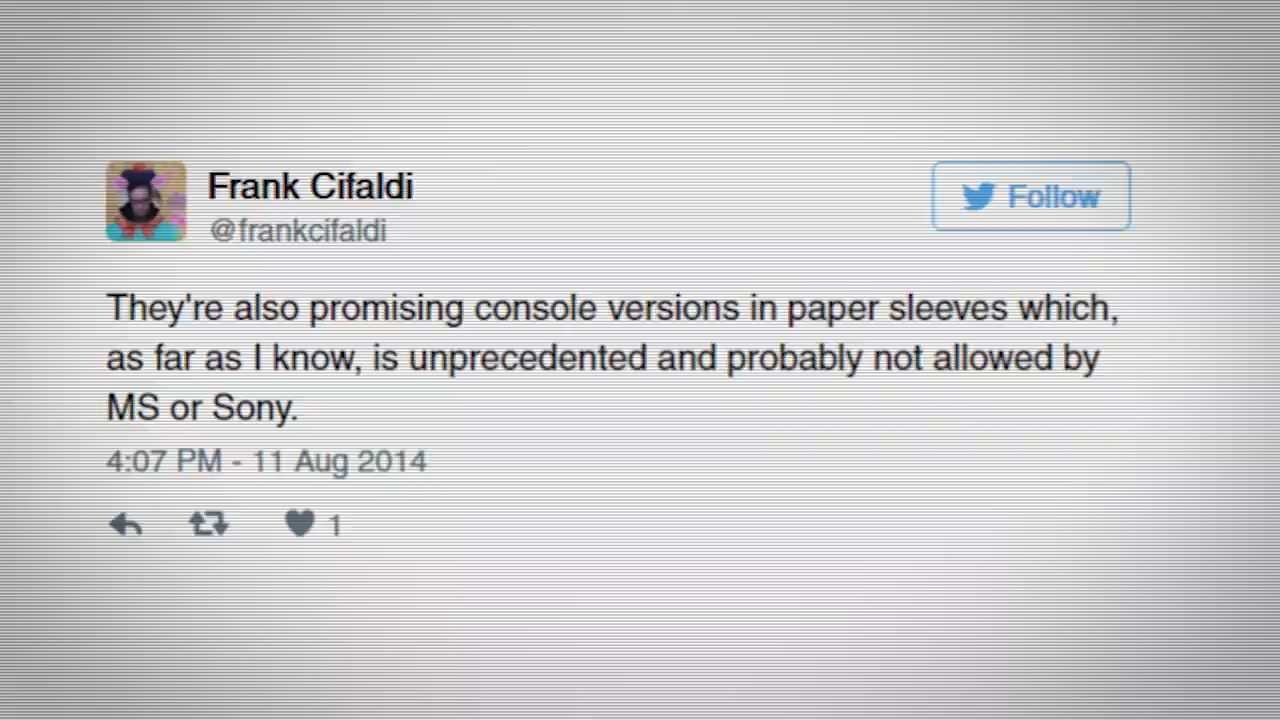 Frank Cifaldi
@frankcifaldi
Follow
They're also promising console versions in paper sleeves which,
as far as I know, is unprecedented and probably not allowed by
MS or Sony.
4:07 PM - 11 Aug 2014
1